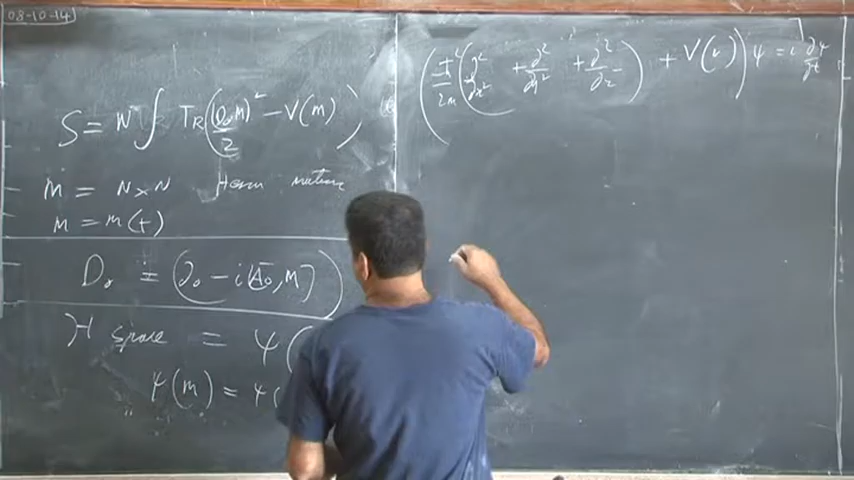 08-10-14
S = N ∫ TR ( (D₀ M)² / 2 − V(M) )
M = N × N Herm matrix
M = M(t)
D₀ = (∂₀ − i[A₀, M])
H space = ψ(
ψ(M) = ψ(
( −ħ²/2m ( ∂²/∂x² + ∂²/∂y² + ∂²/∂z² ) + V(r) ) ψ = i ∂ψ/∂t